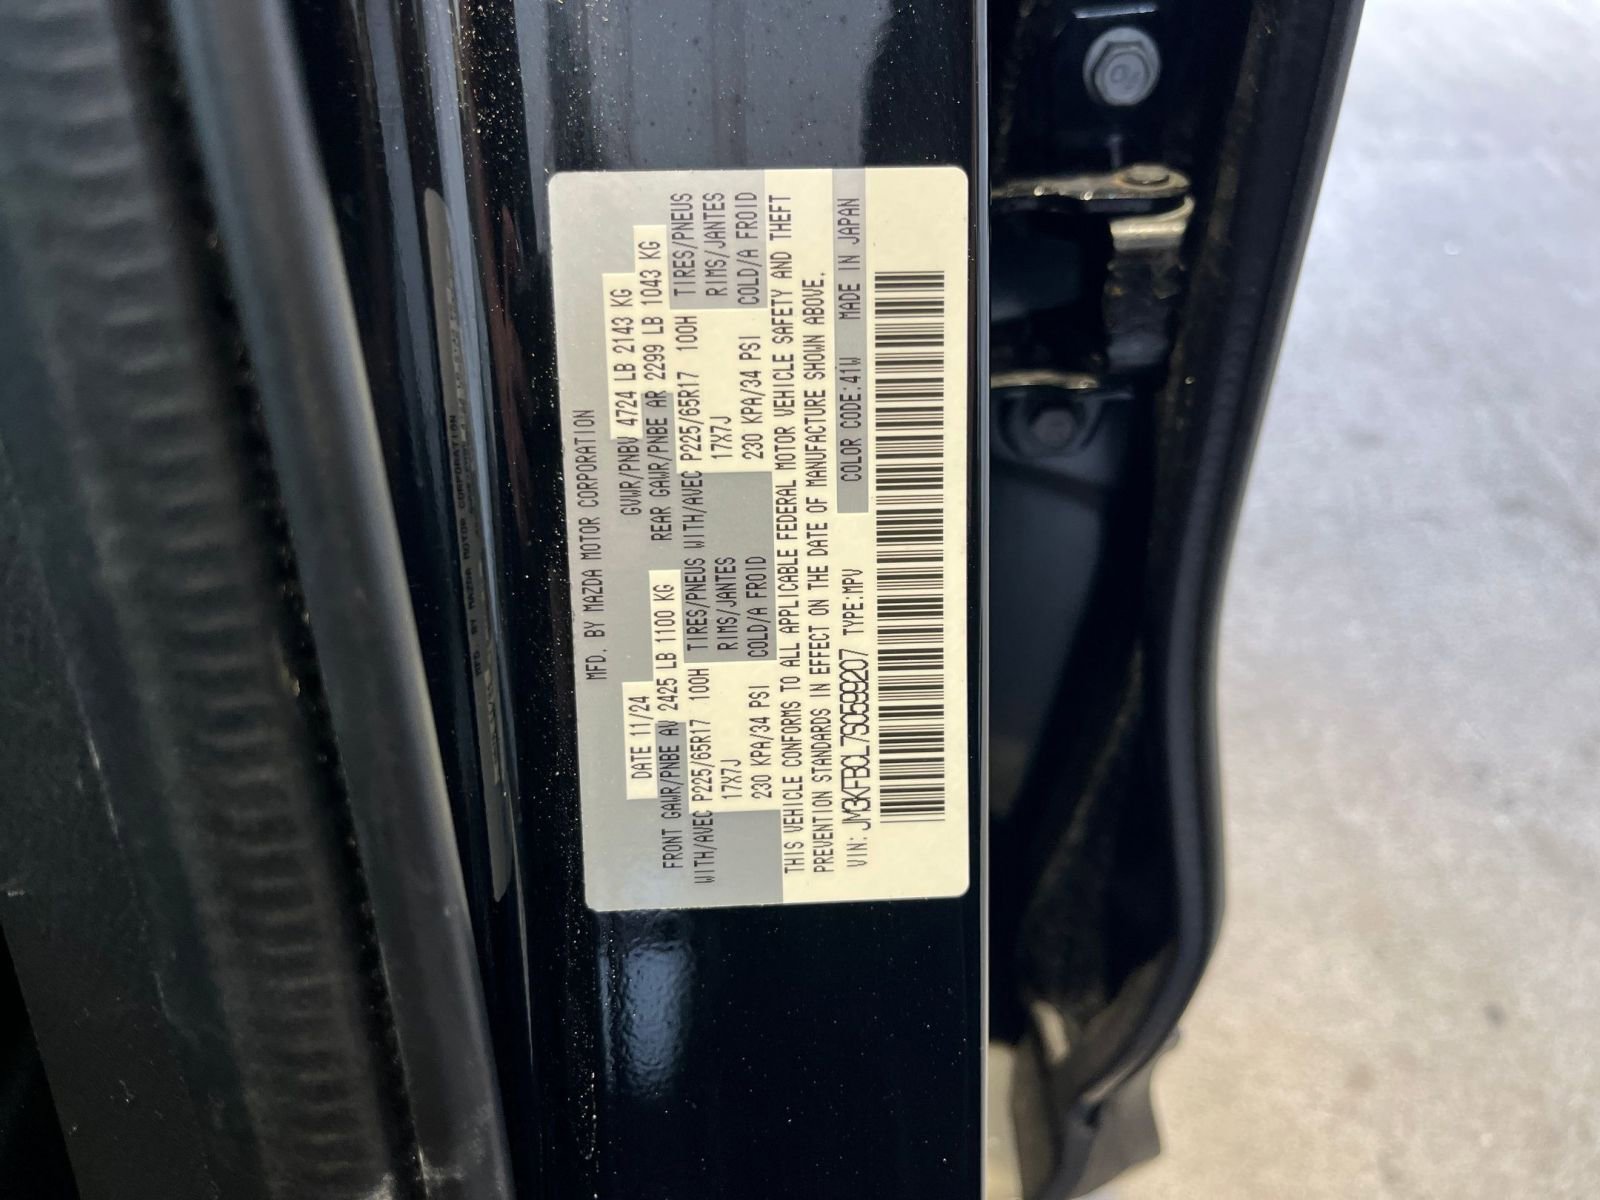 MFD. BY MAZDA MOTOR CORPORATION
DATE 11/24 GVWR/PNBV 4724 LB 2143 KG
FRONT GAWR/PNBE AV 2425 LB 1100 KG REAR GAWR/PNBE AR 2299 LB 1043 KG
WITH/AVEC P225/65R17 100H TIRES/PNEUS WITH/AVEC P225/65R17 100H TIRES/PNEUS
17X7J RIMS/JANTES 17X7J RIMS/JANTES
230 KPA/34 PSI COLD/A FROID 230 KPA/34 PSI COLD/A FROID
THIS VEHICLE CONFORMS TO ALL APPLICABLE FEDERAL MOTOR VEHICLE SAFETY AND THEFT
PREVENTION STANDARDS IN EFFECT ON THE DATE OF MANUFACTURE SHOWN ABOVE.
VIN: JM3KFBCL7S0599207 TYPE:MPV COLOR CODE:41W MADE IN JAPAN